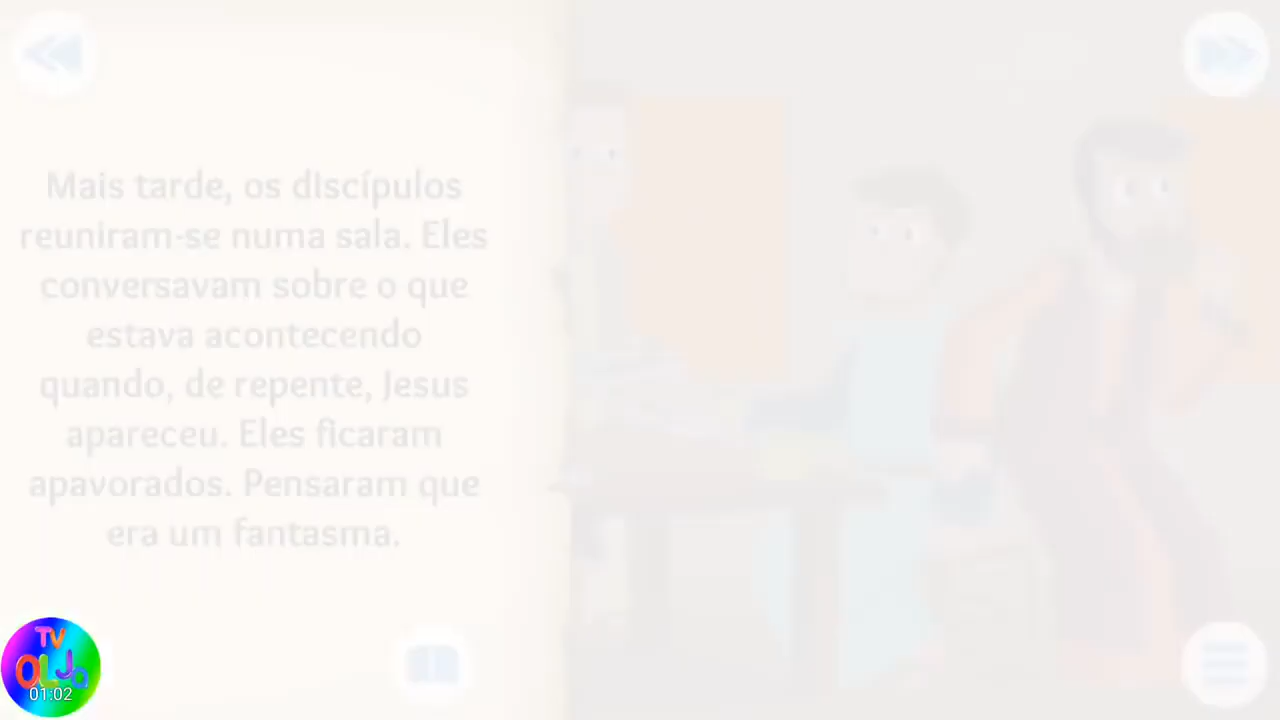 Mais tarde, os discípulos
reuniram-se numa sala. Eles
conversavam sobre o que
estava acontecendo
quando, de repente, Jesus
apareceu. Eles ficaram
apavorados. Pensaram que
era um fantasma.
TV
OLJa
01:02